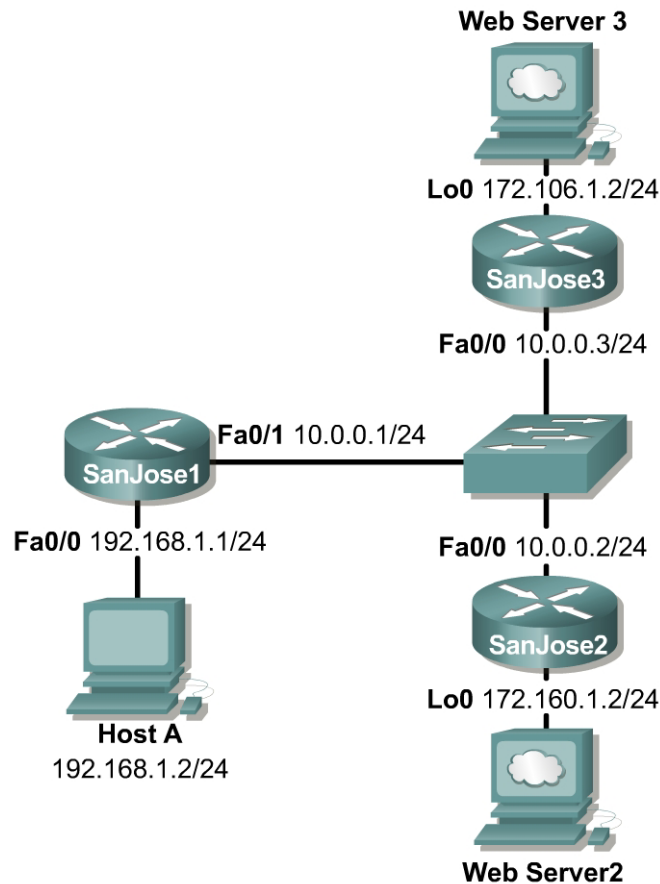 Web Server 3
Lo0 172.106.1.2/24
SanJose3
Fa0/0 10.0.0.3/24
Fa0/1 10.0.0.1/24
SanJose1
Fa0/0 192.168.1.1/24
Fa0/0 10.0.0.2/24
SanJose2
Lo0 172.160.1.2/24
Host A
192.168.1.2/24
Web Server2